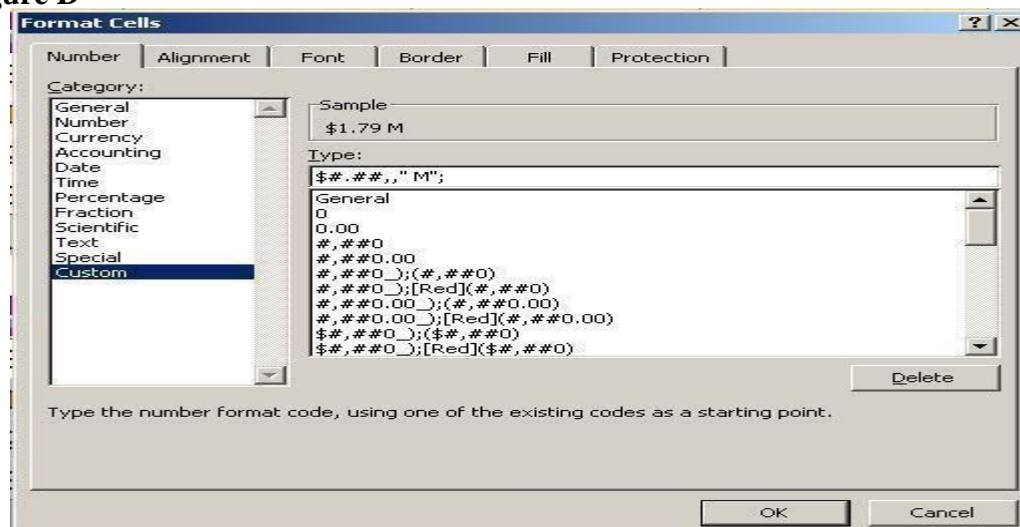 gure D
Format Cells
Number Alignment Font Border Fill Protection
Category:
General
Number
Currency
Accounting
Date
Time
Percentage
Fraction
Scientific
Text
Special
Custom
Sample
$1.79 M
Type:
$#.##,," M";
General
0
0.00
#,##0
#,##0.00
#,##0_);(#,##0)
#,##0_);[Red](#,##0)
#,##0.00_);(#,##0.00)
#,##0.00_);[Red](#,##0.00)
$#,##0_);($#,##0)
$#,##0_);[Red]($#,##0)
Delete
Type the number format code, using one of the existing codes as a starting point.
OK Cancel